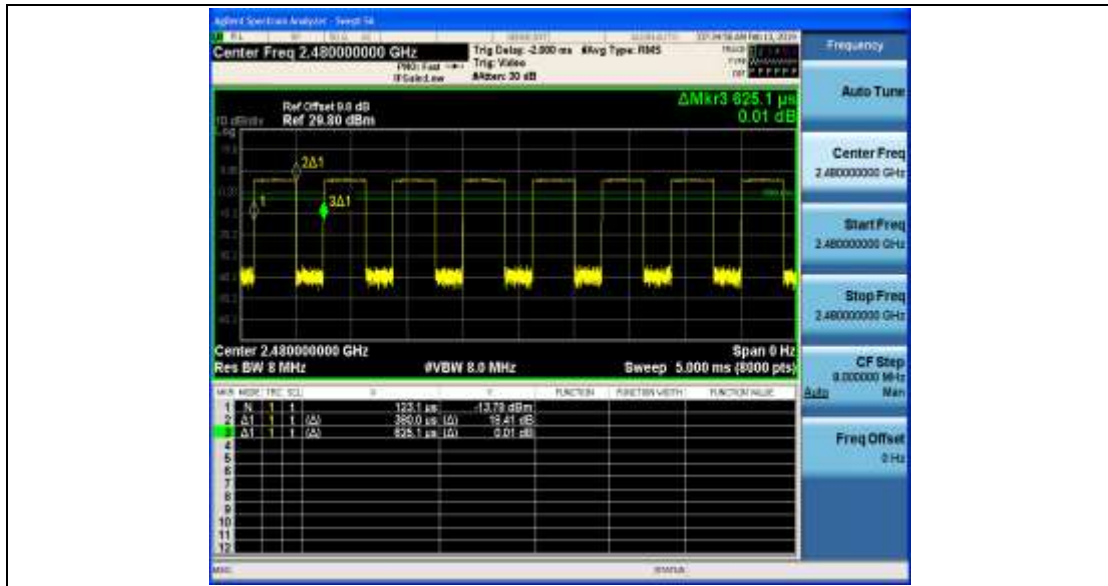 Agilent Spectrum Analyzer - Swept SA
Center Freq 2.480000000 GHz
PNO: Fast
IFGain:Low
Trig Delay: -2.000 ms #Avg Type: RMS
Trig: Video
#Atten: 30 dB
Frequency
Auto Tune
Ref Offset 9.8 dB
10 dB/div Ref 29.80 dBm
Log
ΔMkr3 625.1 µs
0.01 dB
2Δ1
1
3Δ1
Center Freq
2.480000000 GHz
Start Freq
2.480000000 GHz
Stop Freq
2.480000000 GHz
Center 2.480000000 GHz
Span 0 Hz
Res BW 8 MHz
#VBW 8.0 MHz
Sweep 5.000 ms (8000 pts)
CF Step
8.000000 MHz
Auto Man
MKR MODE TRC SCL X Y FUNCTION FUNCTION WIDTH FUNCTION VALUE
1 N 1 t 123.1 µs -13.78 dBm
2 Δ1 1 t (Δ) 380.0 µs (Δ) 18.41 dB
3 Δ1 1 t (Δ) 625.1 µs (Δ) 0.01 dB
4
5
6
7
8
9
10
11
12
Freq Offset
0 Hz
MSG
STATUS